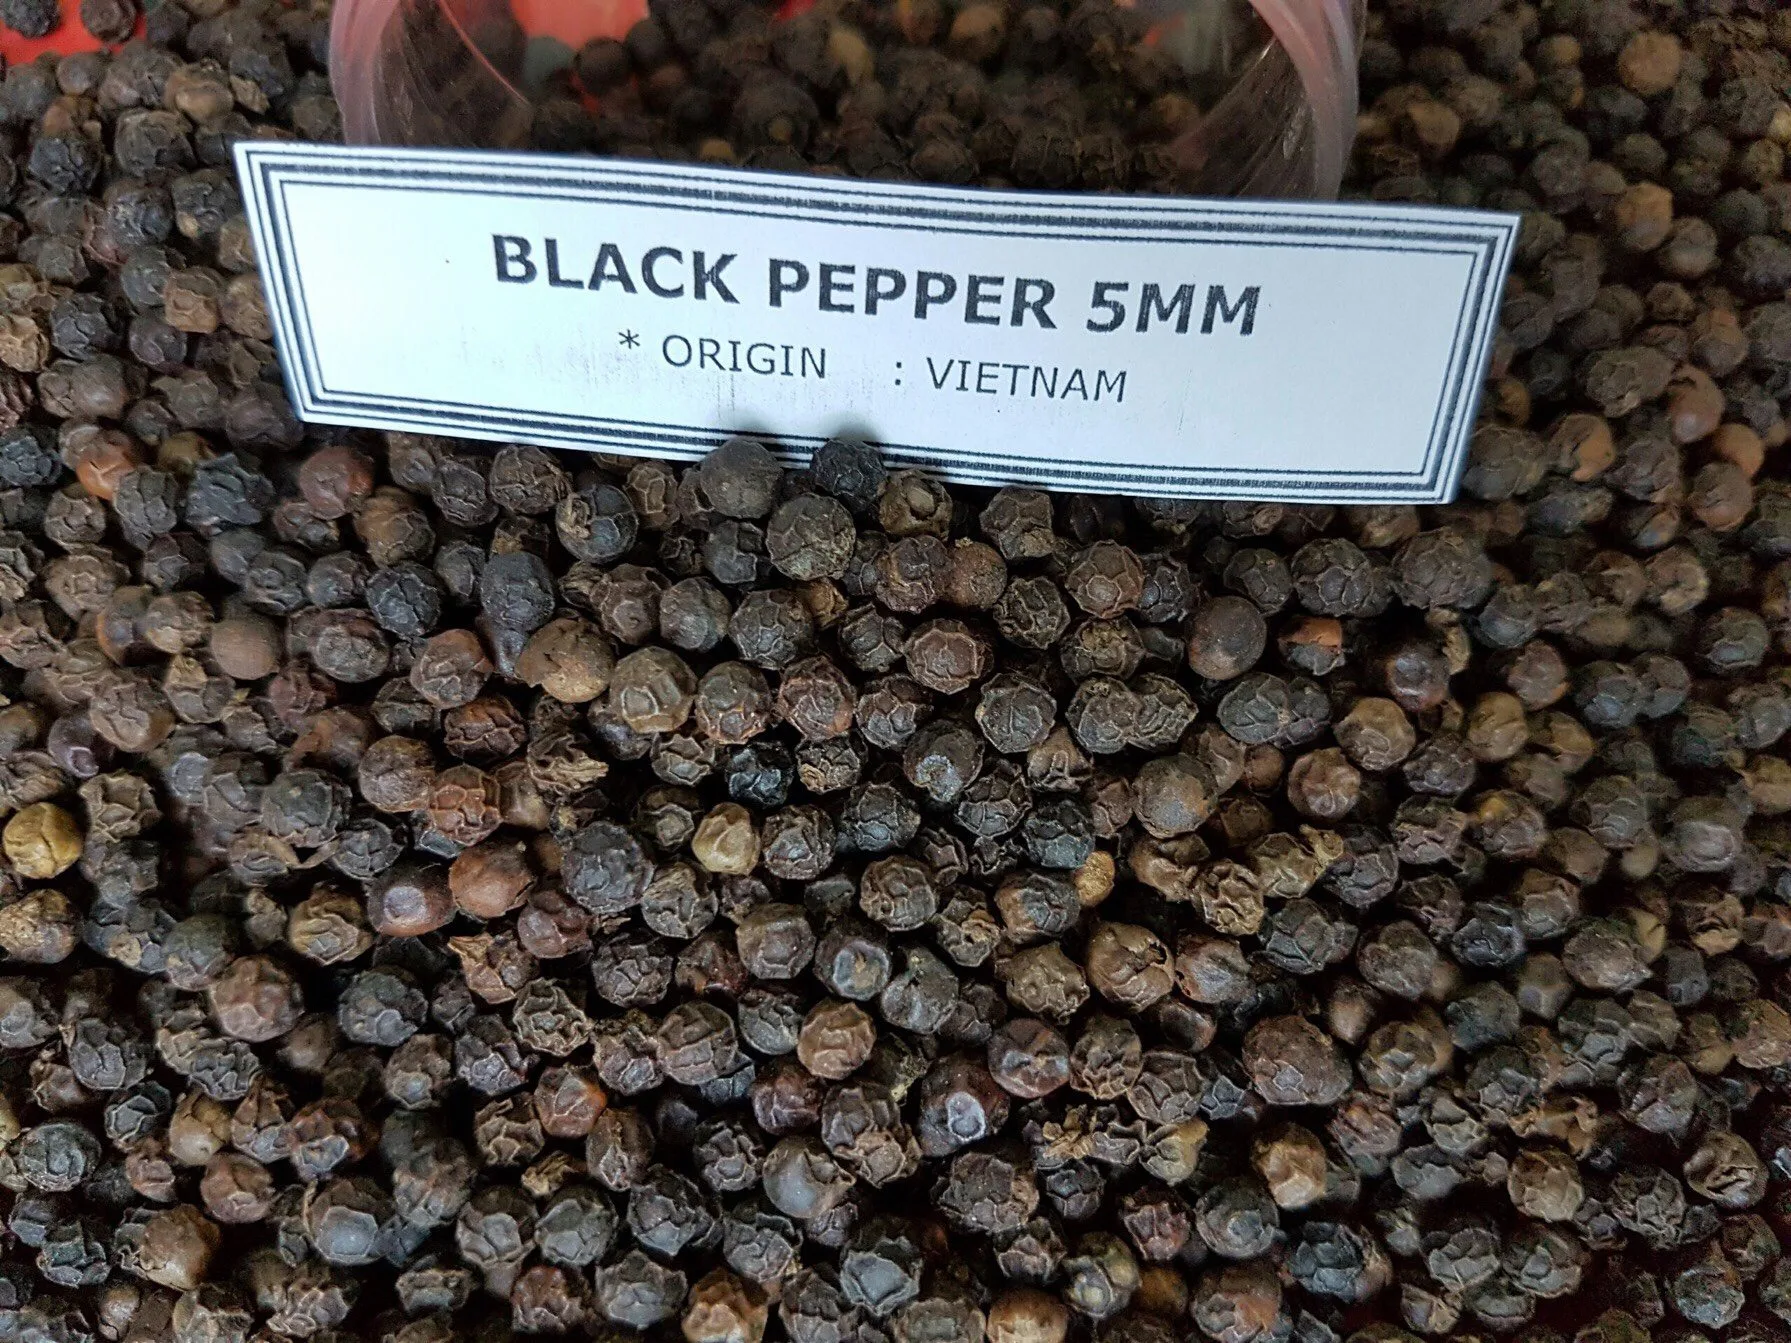 BLACK PEPPER 5MM
* ORIGIN : VIETNAM